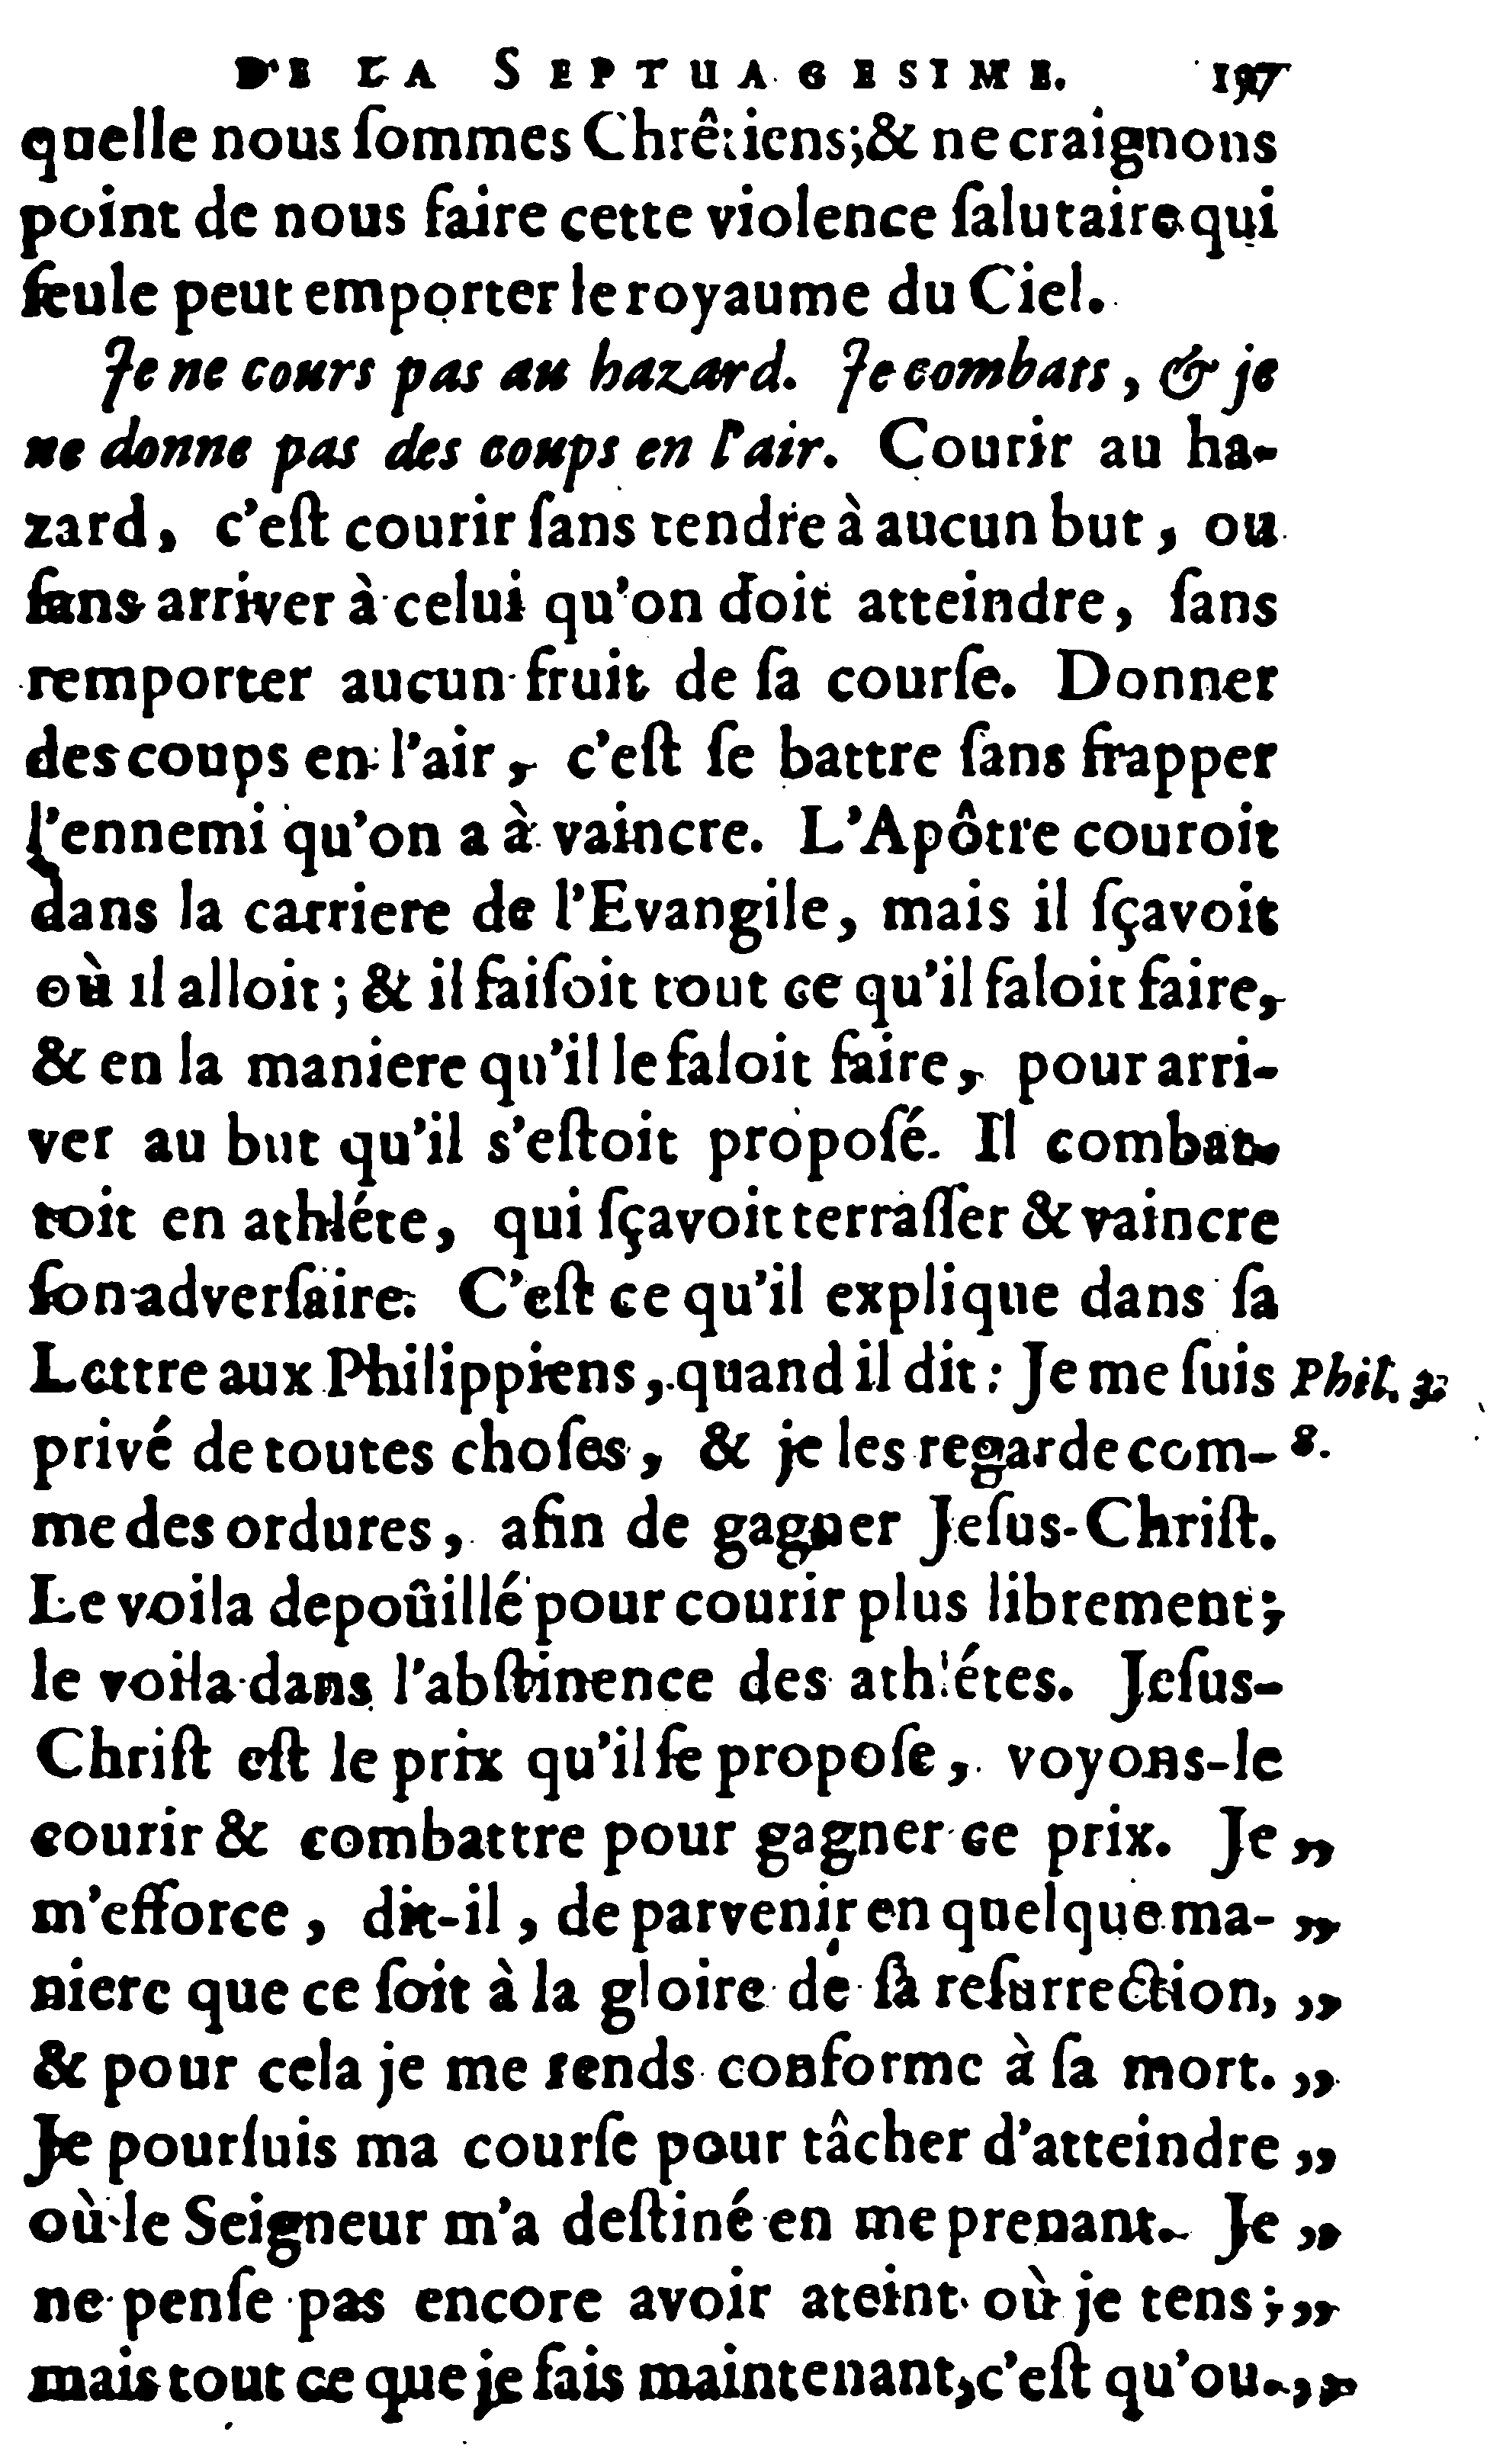 DE LA SEPTUAGESIME. 197
quelle nous ſommes Chrêtiens;& ne craignons
point de nous faire cette violence ſalutaire qui
ſeule peut emporter le royaume du Ciel.
Je ne cours pas au hazard. Je combats, & je
ne donne pas des coups en l'air. Courir au ha-
zard, c'eſt courir ſans tendre à aucun but, ou
ſans arriver à celui qu'on doit atteindre, ſans
remporter aucun fruit de ſa courſe. Donner
des coups en l'air, c'eſt ſe battre ſans frapper
l'ennemi qu'on a à vaincre. L'Apôtre couroit
dans la carriere de l'Evangile, mais il ſçavoit
où il alloit; & il faiſoit tout ce qu'il faloit faire,
& en la maniere qu'il le faloit faire, pour arri-
ver au but qu'il s'eſtoit propoſé. Il combat-
toit en athléte, qui ſçavoit terraſſer & vaincre
ſon adverſaire. C'eſt ce qu'il explique dans ſa
Lettre aux Philippiens, quand il dit: Je me ſuis Phil. 3.
privé de toutes choſes, & je les regarde com- 8.
me des ordures, afin de gagner Jeſus-Chriſt.
Le voila depoûillé pour courir plus librement;
le voila dans l'abſtinence des athlétes. Jeſus-
Chriſt eſt le prix qu'il ſe propoſe, voyons-le
courir & combattre pour gagner ce prix. Je „
m'efforce, dit-il, de parvenir en quelque ma- „
niere que ce ſoit à la gloire de ſa reſurrection, „
& pour cela je me rends conforme à ſa mort. „
Je pourſuis ma courſe pour tâcher d'atteindre „
où le Seigneur m'a deſtiné en me prenant. Je „
ne penſe pas encore avoir ateint où je tens; „
mais tout ce que je fais maintenant, c'eſt qu'ou- „